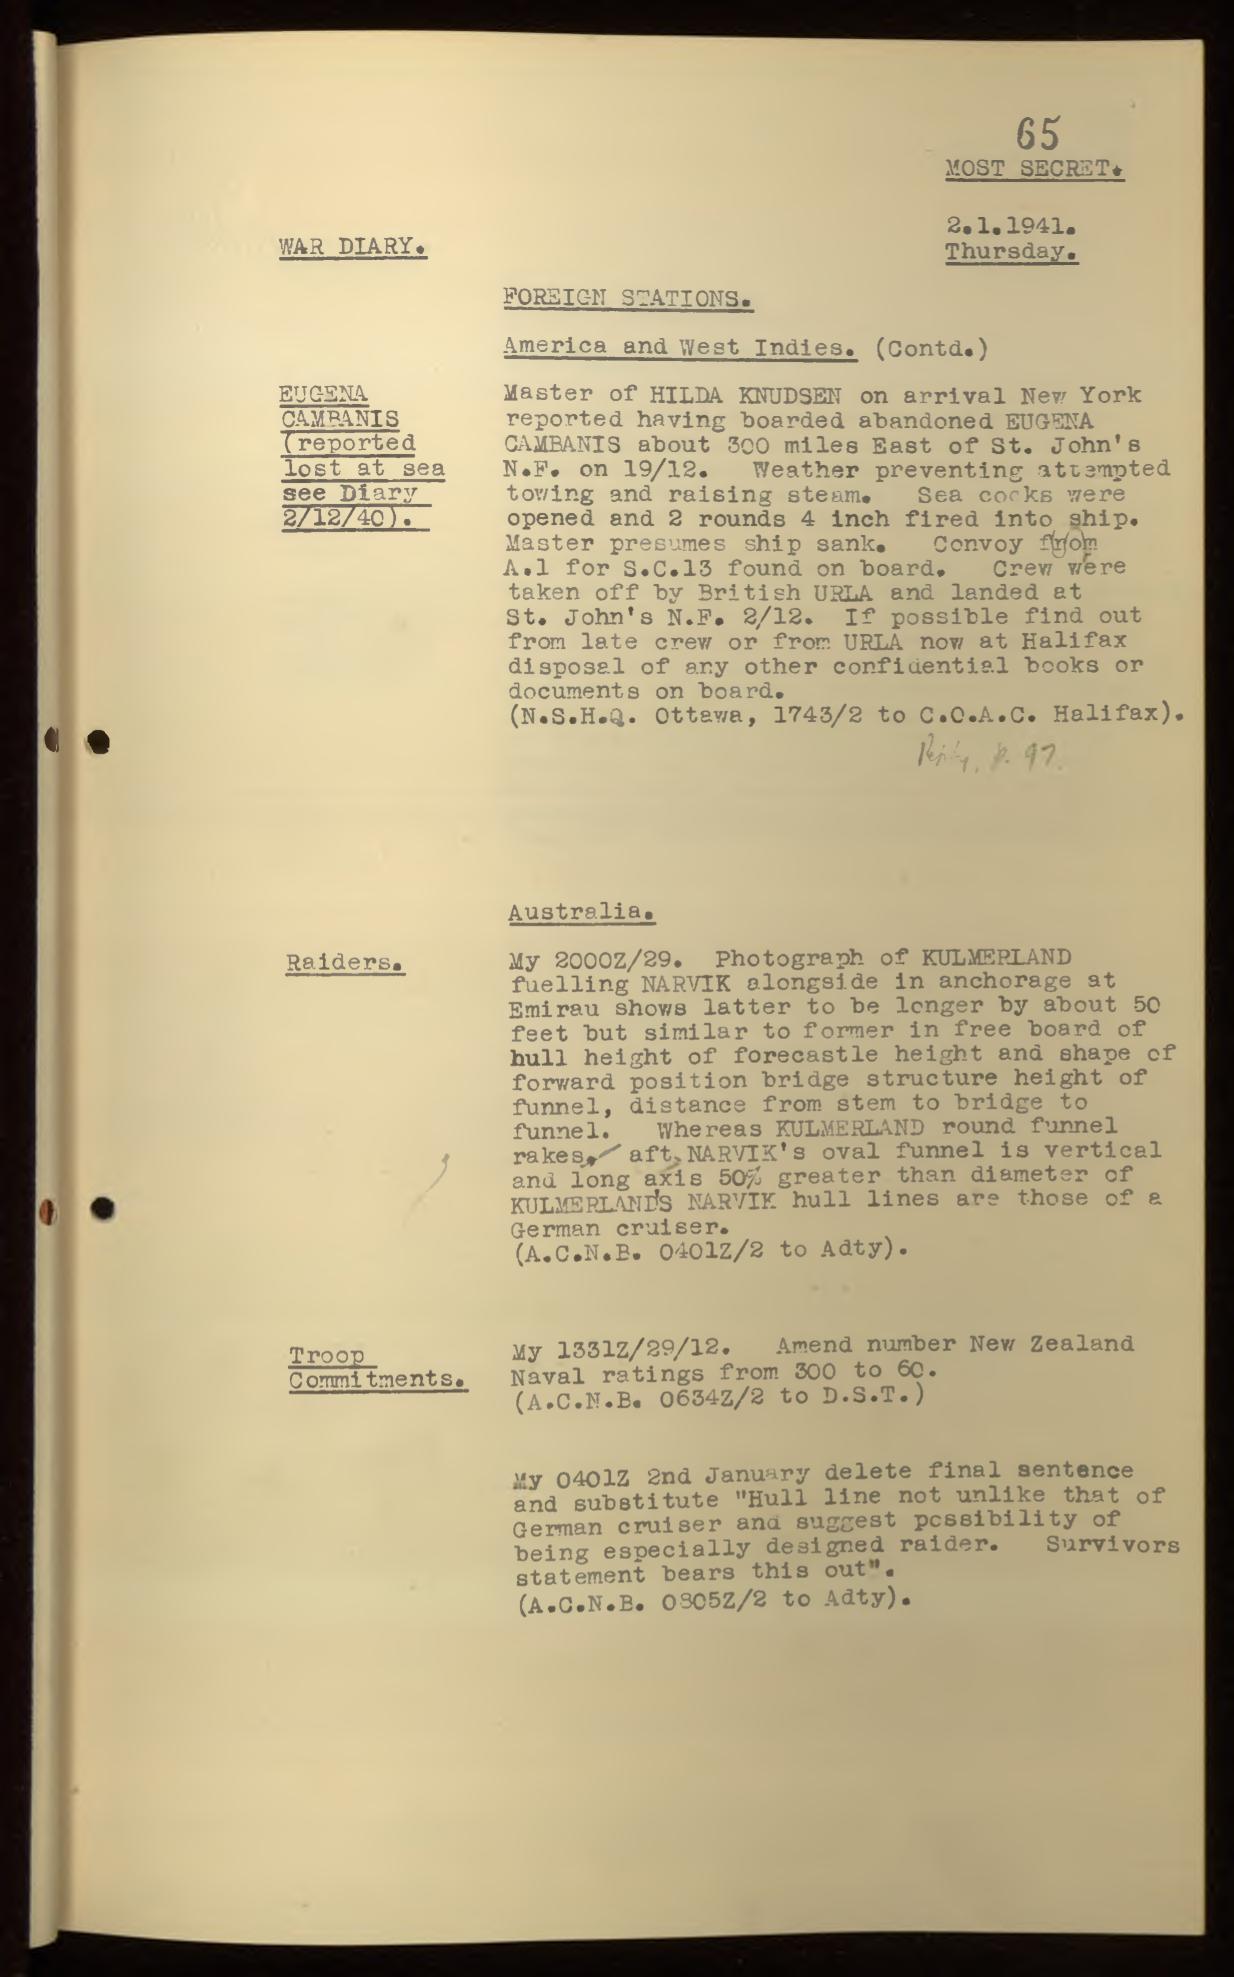 65
MOST SECRET.
2.1.1941.
Thursday.
WAR DIARY.
FOREIGN STATIONS.
America and West Indies. (Contd.)
EUGENA
CAMBANIS
(reported
lost at sea
see Diary
2/12/40).
Master of HILDA KNUDSEN on arrival New York
reported having boarded abandoned EUGENA
CAMBANIS about 300 miles East of St. John's
N.F. on 19/12. Weather preventing attempted
towing and raising steam. Sea cocks were
opened and 2 rounds 4 inch fired into ship.
Master presumes ship sank. Convoy from
A.1 for S.C.13 found on board. Crew were
taken off by British URLA and landed at
St. John's N.F. 2/12. If possible find out
from late crew or from URLA now at Halifax
disposal of any other confidential books or
documents on board.
(N.S.H.Q. Ottawa, 1743/2 to C.O.A.C. Halifax).
Reply, p. 97.
Australia.
Raiders.
My 2000Z/29. Photograph of KULMERLAND
fuelling NARVIK alongside in anchorage at
Emirau shows latter to be longer by about 50
feet but similar to former in free board of
hull height of forecastle height and shape of
forward position bridge structure height of
funnel, distance from stem to bridge to
funnel. Whereas KULMERLAND round funnel
rakes, aft, NARVIK's oval funnel is vertical
and long axis 50% greater than diameter of
KULMERLAND'S NARVIK hull lines are those of a
German cruiser.
(A.C.N.B. 0401Z/2 to Adty).
Troop
Commitments.
My 1331Z/29/12. Amend number New Zealand
Naval ratings from 300 to 60.
(A.C.N.B. 0634Z/2 to D.S.T.)
My 0401Z 2nd January delete final sentence
and substitute "Hull line not unlike that of
German cruiser and suggest possibility of
being especially designed raider. Survivors
statement bears this out".
(A.C.N.B. 0805Z/2 to Adty).